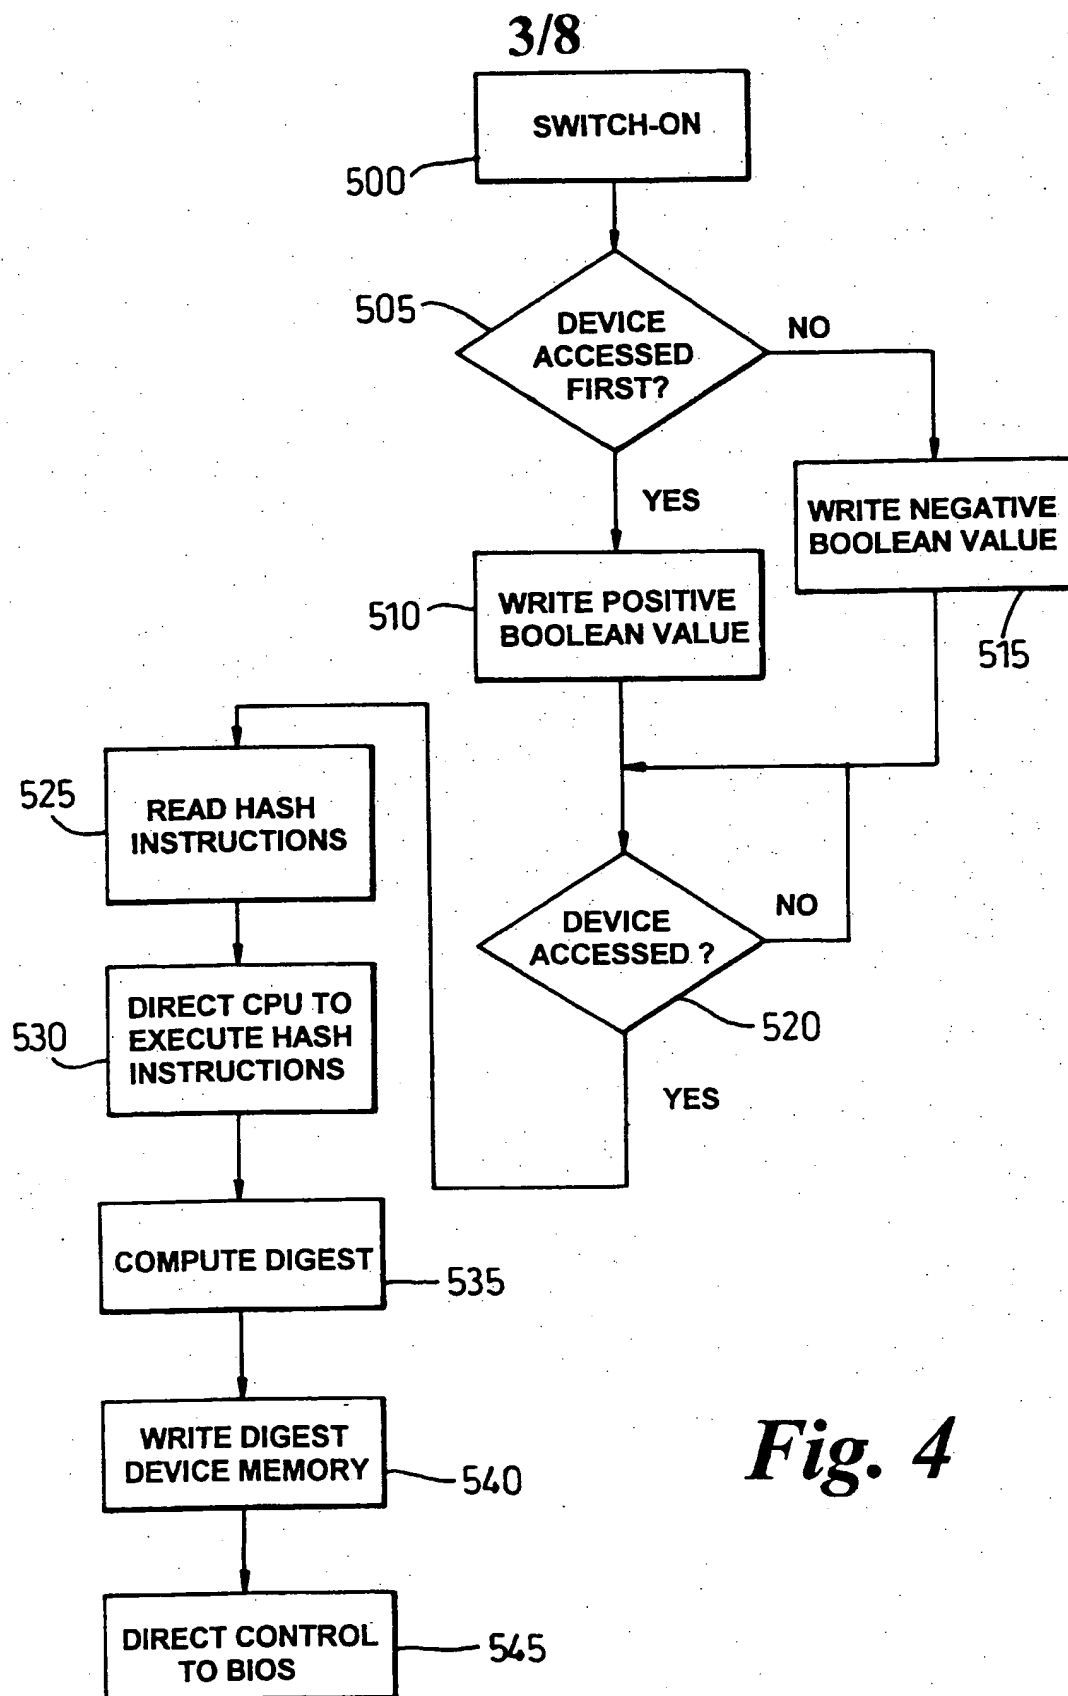 3/8
SWITCH-ON
500
505
DEVICE
ACCESSED
FIRST?
NO
YES
WRITE NEGATIVE
BOOLEAN VALUE
515
510
WRITE POSITIVE
BOOLEAN VALUE
525
READ HASH
INSTRUCTIONS
DEVICE
ACCESSED ?
NO
520
YES
530
DIRECT CPU TO
EXECUTE HASH
INSTRUCTIONS
COMPUTE DIGEST
535
WRITE DIGEST
DEVICE MEMORY
540
Fig. 4
DIRECT CONTROL
TO BIOS
545